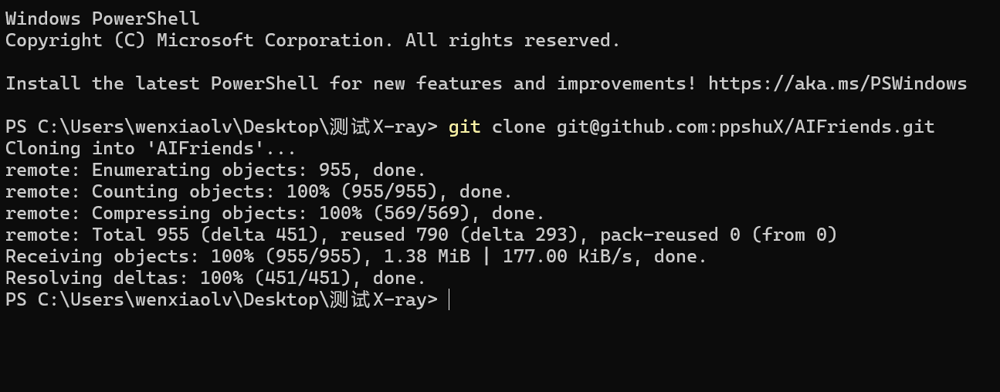 Windows PowerShell
Copyright (C) Microsoft Corporation. All rights reserved.
Install the latest PowerShell for new features and improvements! https://aka.ms/PSWindows
PS C:\Users\wenxiaolv\Desktop\测试X-ray> git clone git@github.com:ppshuX/AIFriends.git
Cloning into 'AIFriends'...
remote: Enumerating objects: 955, done.
remote: Counting objects: 100% (955/955), done.
remote: Compressing objects: 100% (569/569), done.
remote: Total 955 (delta 451), reused 790 (delta 293), pack-reused 0 (from 0)
Receiving objects: 100% (955/955), 1.38 MiB | 177.00 KiB/s, done.
Resolving deltas: 100% (451/451), done.
PS C:\Users\wenxiaolv\Desktop\测试X-ray>